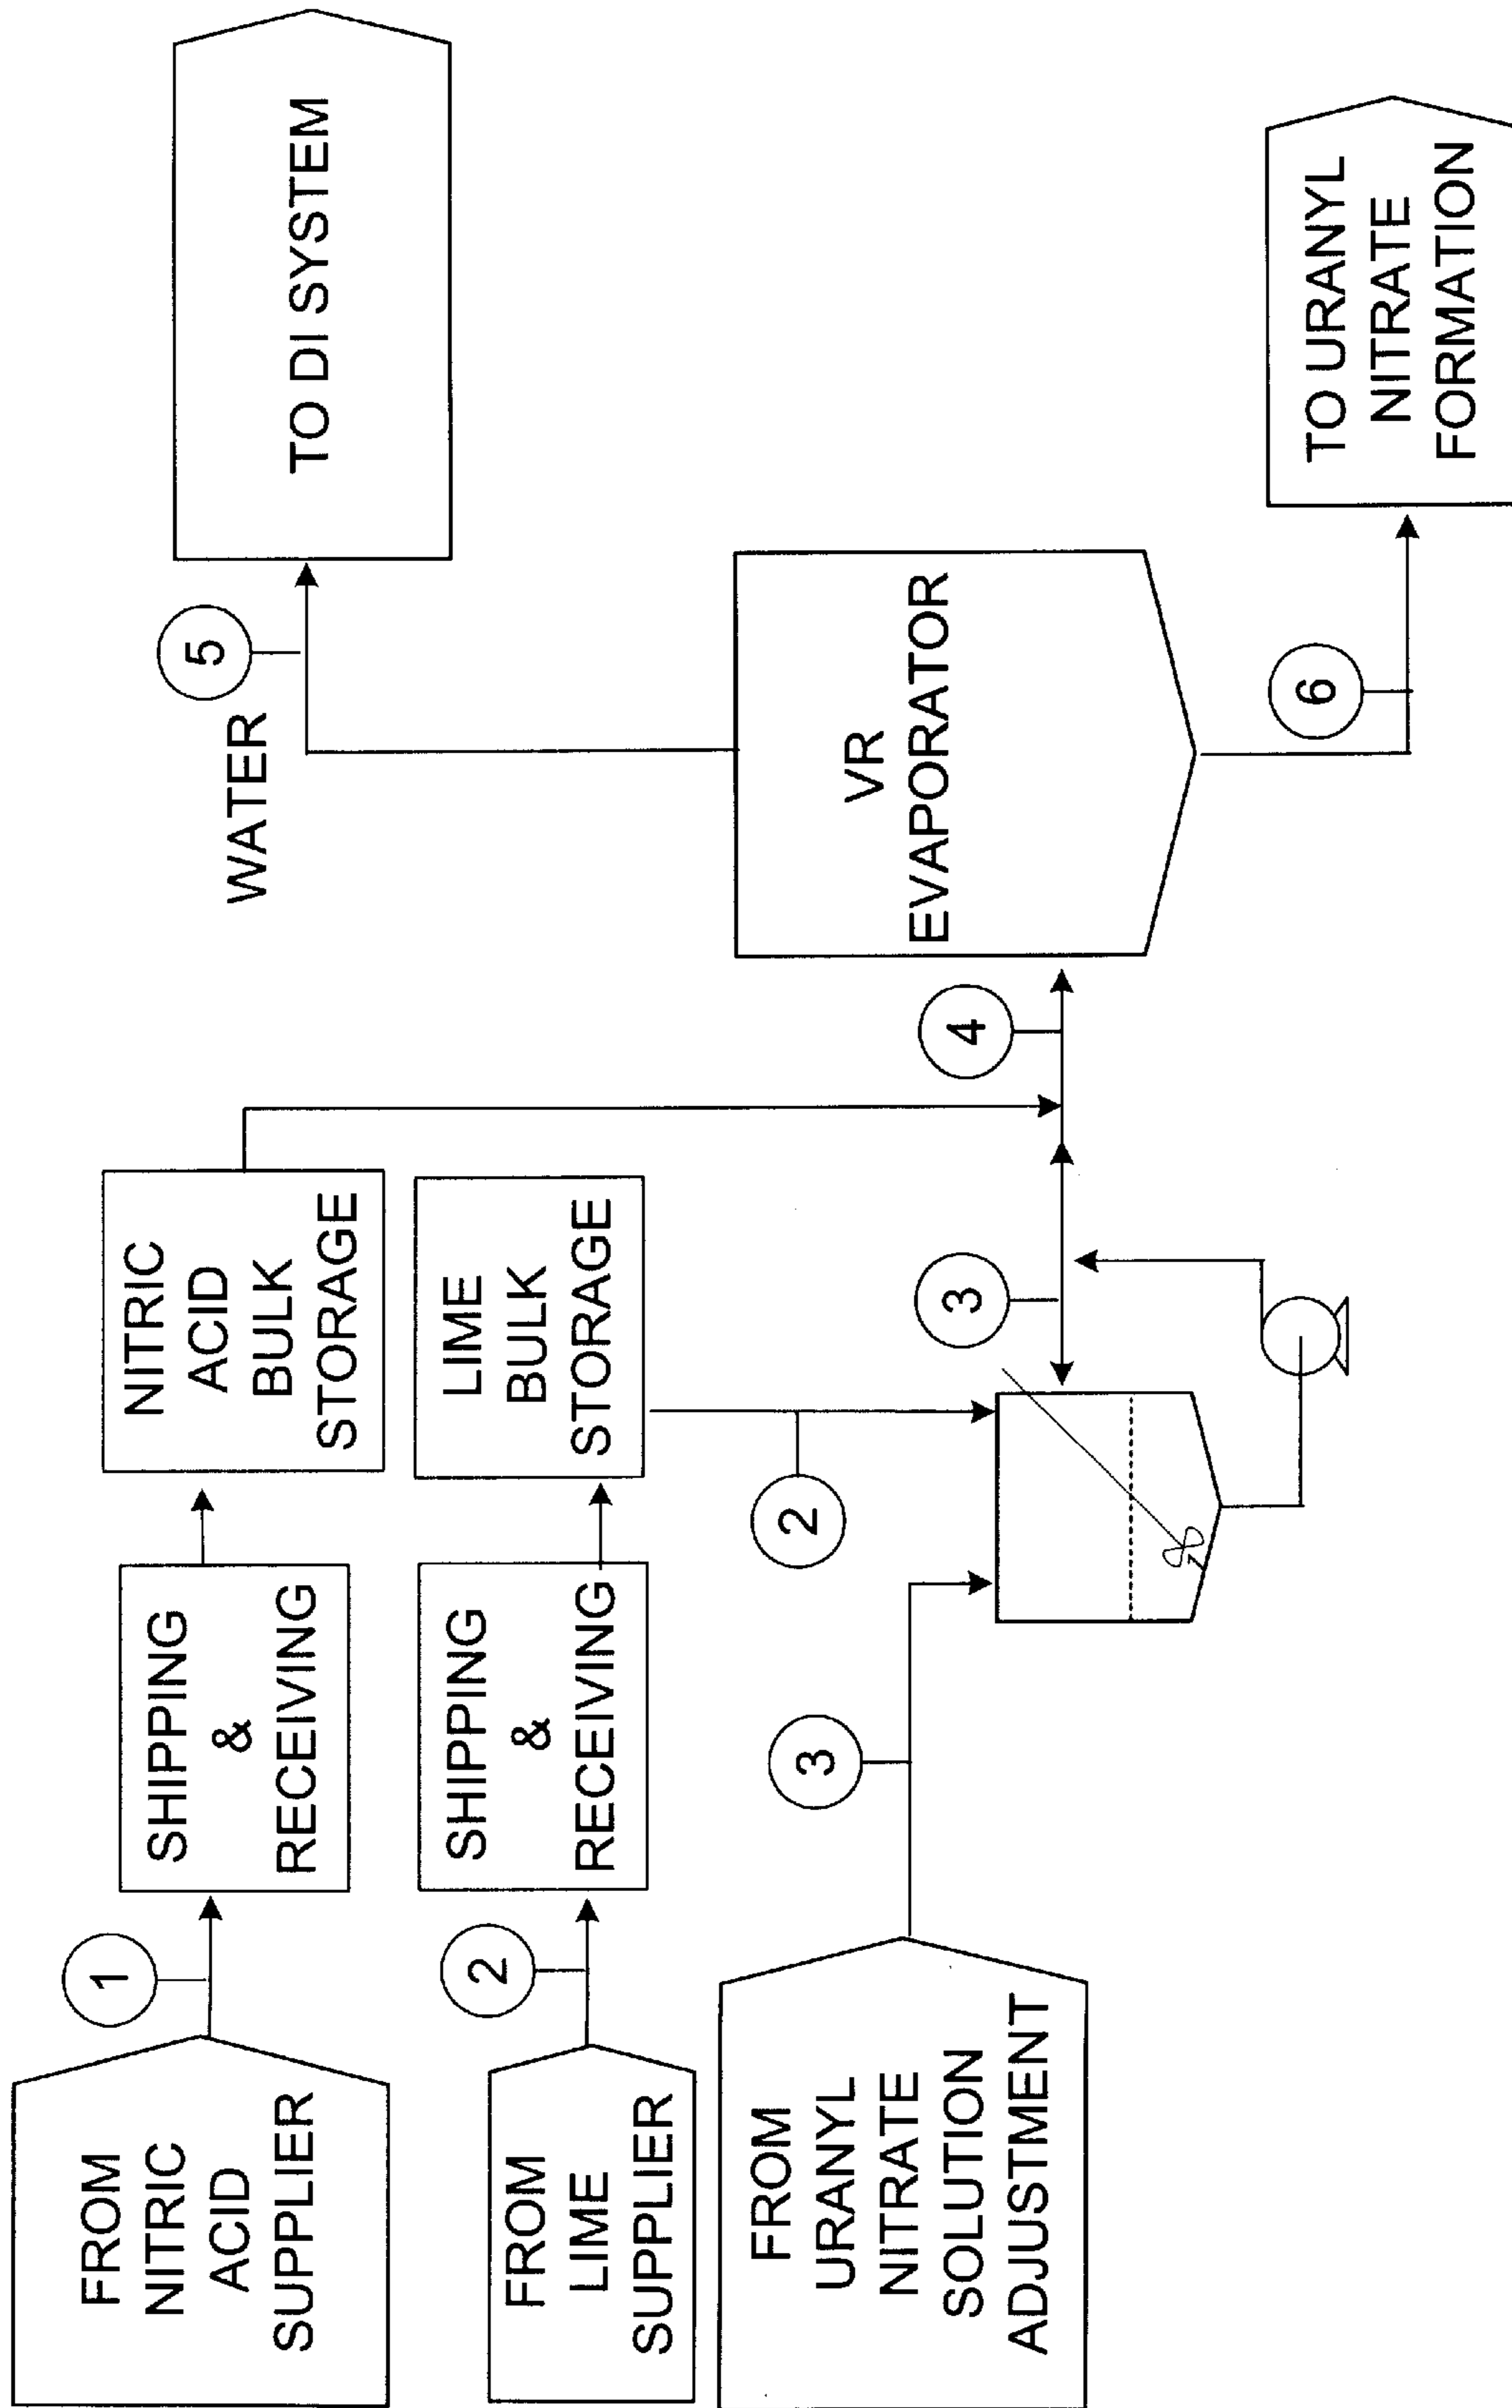 FROM
NITRIC
ACID
SUPPLIER
1
SHIPPING
&
RECEIVING
NITRIC
ACID
BULK
STORAGE
WATER
5
TO DI SYSTEM
FROM
LIME
SUPPLIER
2
SHIPPING
&
RECEIVING
LIME
BULK
STORAGE
2
FROM
URANYL
NITRATE
SOLUTION
ADJUSTMENT
3
3
4
VR
EVAPORATOR
6
TO URANYL
NITRATE
FORMATION